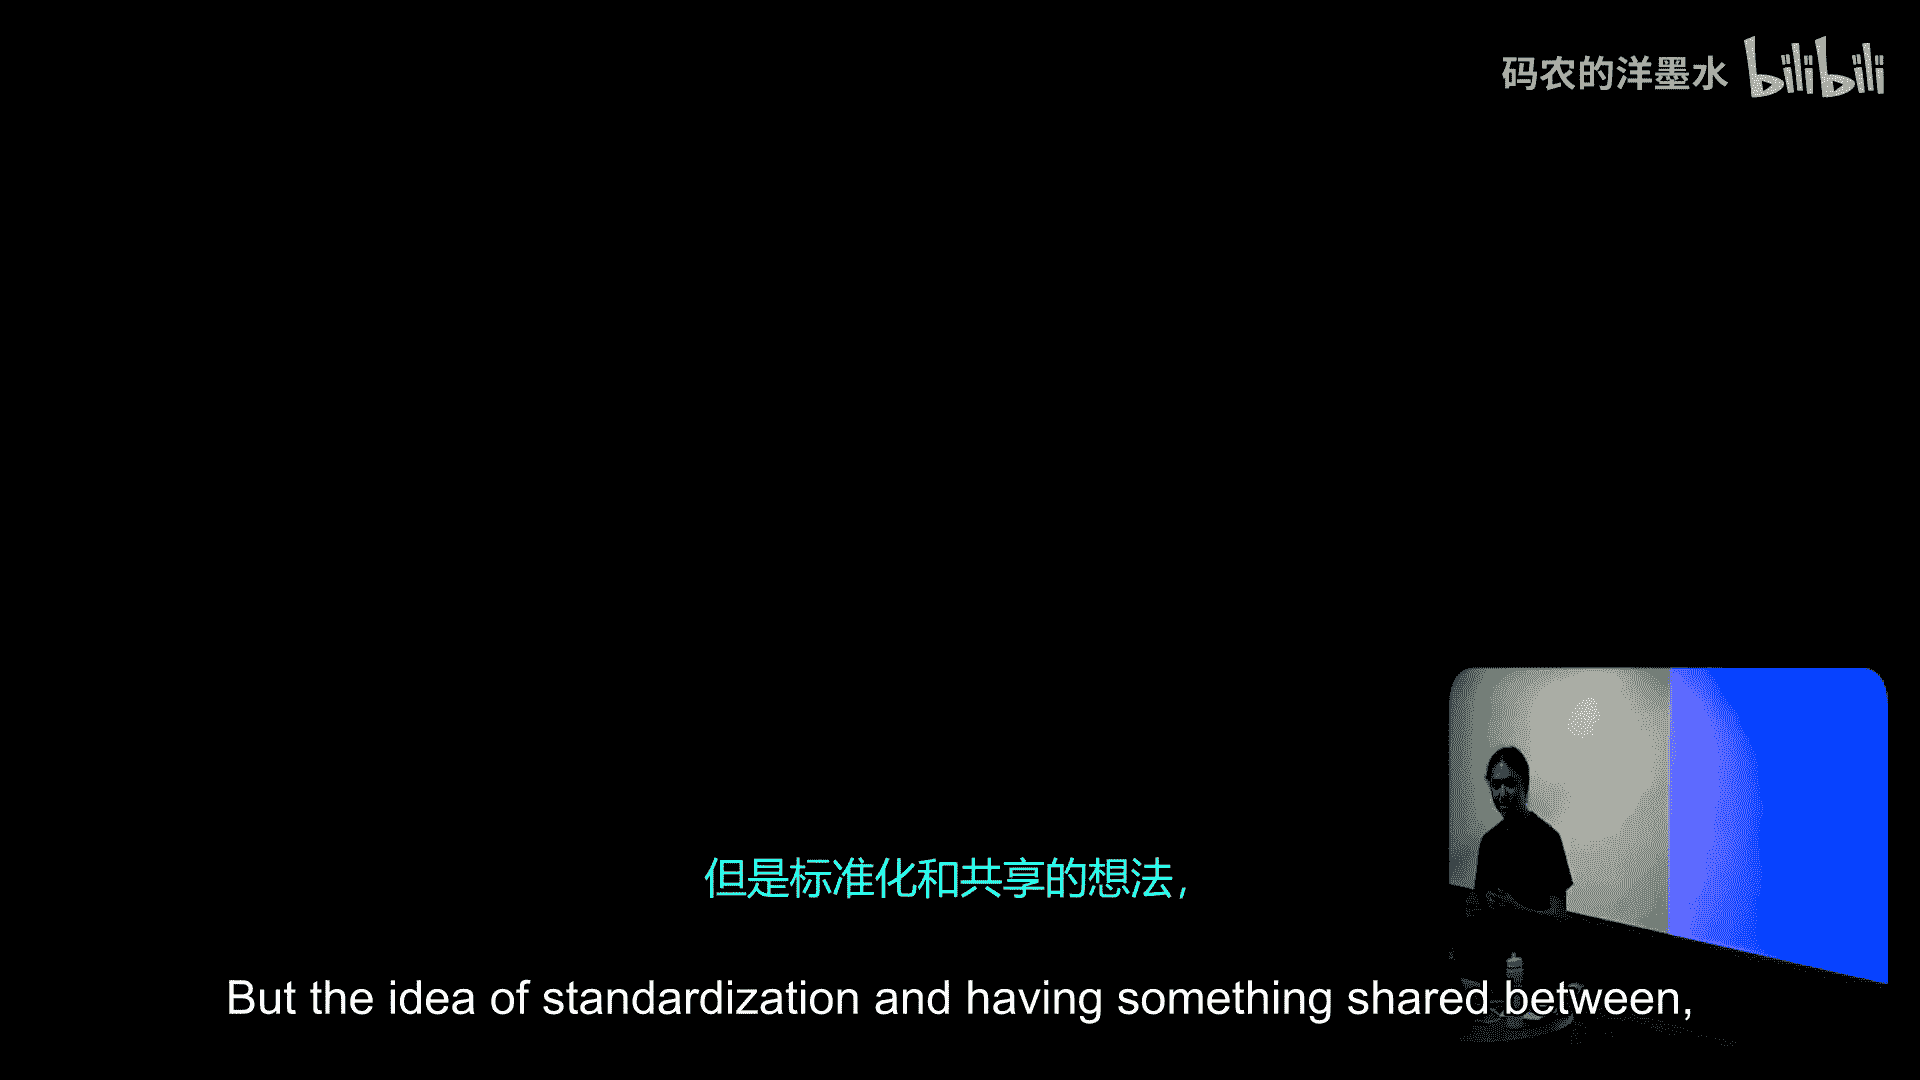 码农的洋墨水 bilibili
但是标准化和共享的想法，
But the idea of standardization and having something shared between,